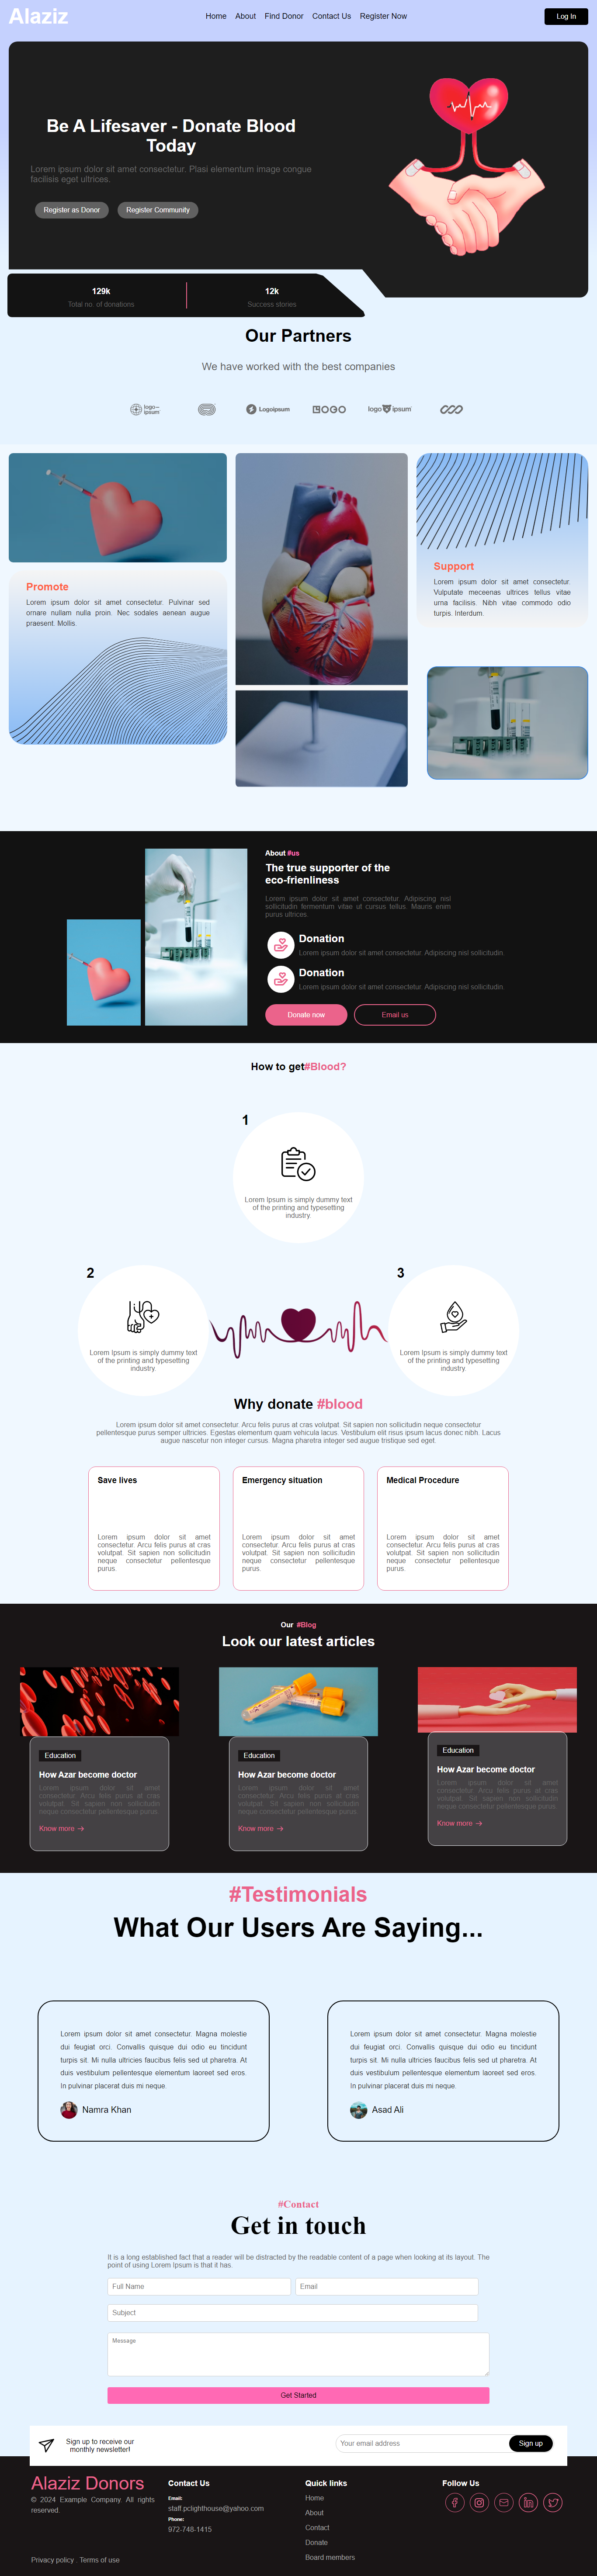 Alaziz
Home About Find Donor Contact Us Register Now
Log In
Be A Lifesaver - Donate Blood
Today
Lorem ipsum dolor sit amet consectetur. Plasi elementum image congue
facilisis eget ultrices.
Register as Donor
Register Community
129k
Total no. of donations
12k
Success stories
Our Partners
We have worked with the best companies
logo
ipsum
Logoipsum
LOGO
logo ipsum
Promote
Lorem ipsum dolor sit amet consectetur. Pulvinar sed
ornare nullam nulla proin. Nec sodales aenean augue
praesent. Mollis.
Support
Lorem ipsum dolor sit amet consectetur.
Vulputate meceenas ultrices tellus vitae
urna facilisis. Nibh vitae commodo odio
turpis. Interdum.
About #us
The true supporter of the
eco-frienliness
Lorem ipsum dolor sit amet consectetur. Adipiscing nisl
sollicitudin fermentum vitae ut cursus tellus. Mauris enim
purus ultrices.
Donation
Lorem ipsum dolor sit amet consectetur. Adipiscing nisl sollicitudin
Donation
Lorem ipsum dolor sit amet consectetur. Adipiscing nisl sollicitudin
Donate now
Email us
How to get#Blood?
1
Lorem Ipsum is simply dummy text
of the printing and typesetting
industry.
2
Lorem Ipsum is simply dummy text
of the printing and typesetting
industry.
3
Lorem Ipsum is simply dummy text
of the printing and typesetting
industry.
Why donate #blood
Lorem ipsum dolor sit amet consectetur. Arcu felis purus at cras volutpat. Sit sapien non sollicitudin neque consectetur
pellentesque purus semper ultricies. Egestas elementum quam vehicula lacus. Vestibulum elit risus ipsum lacus donec nibh. Lacus
augue nascetur non integer cursus. Magna pharetra integer sed augue tristique sed eget.
Save lives
Lorem ipsum dolor sit amet
consectetur. Arcu felis purus at cras
volutpat. Sit sapien non sollicitudin
neque consectetur pellentesque
purus.
Emergency situation
Lorem ipsum dolor sit amet
consectetur. Arcu felis purus at cras
volutpat. Sit sapien non sollicitudin
neque consectetur pellentesque
purus.
Medical Procedure
Lorem ipsum dolor sit amet
consectetur. Arcu felis purus at cras
volutpat. Sit sapien non sollicitudin
neque consectetur pellentesque
purus.
Our #Blog
Look our latest articles
Education
How Azar become doctor
Lorem ipsum dolor sit amet
consectetur. Arcu felis purus at cras
volutpat. Sit sapien non sollicitudin
neque consectetur pellentesque purus.
Know more
Education
How Azar become doctor
Lorem ipsum dolor sit amet
consectetur. Arcu felis purus at cras
volutpat. Sit sapien non sollicitudin
neque consectetur pellentesque purus.
Know more
Education
How Azar become doctor
Lorem ipsum dolor sit amet
consectetur. Arcu felis purus at cras
volutpat. Sit sapien non sollicitudin
neque consectetur pellentesque purus.
Know more
#Testimonials
What Our Users Are Saying...
Lorem ipsum dolor sit amet consectetur. Magna molestie
dui feugiat orci. Convallis quisque dui odio eu tincidunt
turpis sit. Mi nulla ultricies faucibus felis sed ut pharetra. At
duis vestibulum pellentesque elementum laoreet sed eros.
In pulvinar placerat duis mi neque.
Namra Khan
Lorem ipsum dolor sit amet consectetur. Magna molestie
dui feugiat orci. Convallis quisque dui odio eu tincidunt
turpis sit. Mi nulla ultricies faucibus felis sed ut pharetra. At
duis vestibulum pellentesque elementum laoreet sed eros.
In pulvinar placerat duis mi neque.
Asad Ali
#Contact
Get in touch
It is a long established fact that a reader will be distracted by the readable content of a page when looking at its layout. The
point of using Lorem Ipsum is that it has.
Full Name
Email
Subject
Message
Get Started
Sign up to receive our
monthly newsletter!
Your email address
Sign up
Alaziz Donors
© 2024 Example Company. All rights
reserved.
Privacy policy . Terms of use
Contact Us
Email:
staff.pclighthouse@yahoo.com
Phone:
972-748-1415
Quick links
Home
About
Contact
Donate
Board members
Follow Us